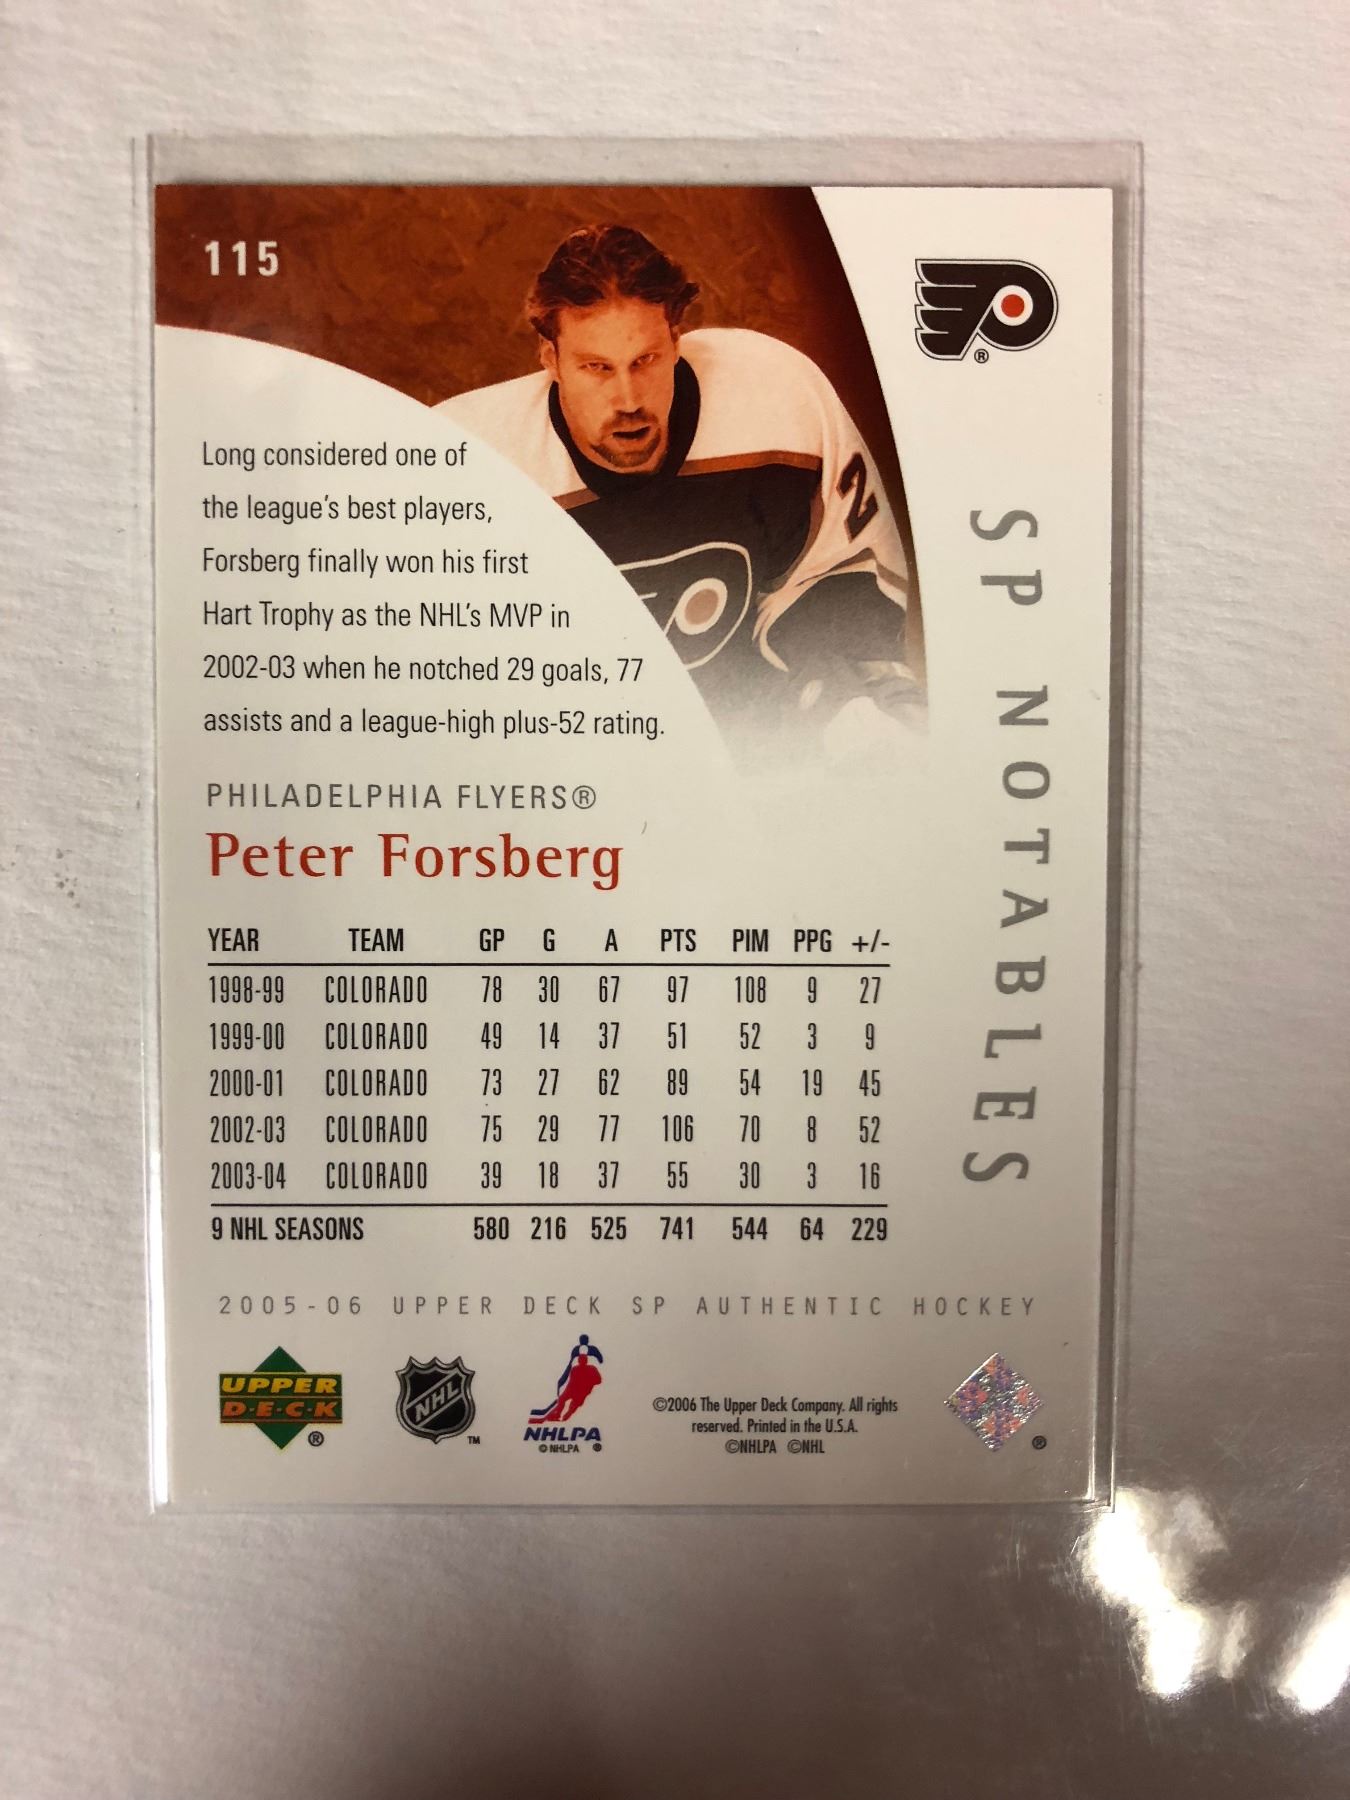 115
®
Long considered one of
the league's best players,
Forsberg finally won his first
Hart Trophy as the NHL's MVP in
2002-03 when he notched 29 goals, 77
assists and a league-high plus-52 rating.
2
SP NOTABLES
PHILADELPHIA FLYERS®
Peter Forsberg
YEAR TEAM GP G A PTS PIM PPG +/-
1998-99 COLORADO 78 30 67 97 108 9 27
1999-00 COLORADO 49 14 37 51 52 3 9
2000-01 COLORADO 73 27 62 89 54 19 45
2002-03 COLORADO 75 29 77 106 70 8 52
2003-04 COLORADO 39 18 37 55 30 3 16
9 NHL SEASONS 580 216 525 741 544 64 229
2005-06 UPPER DECK SP AUTHENTIC HOCKEY
UPPER
D·E·C·K
®
NHL
™
NHLPA
© NHLPA ®
©2006 The Upper Deck Company. All rights
reserved. Printed in the U.S.A.
©NHLPA ©NHL
®